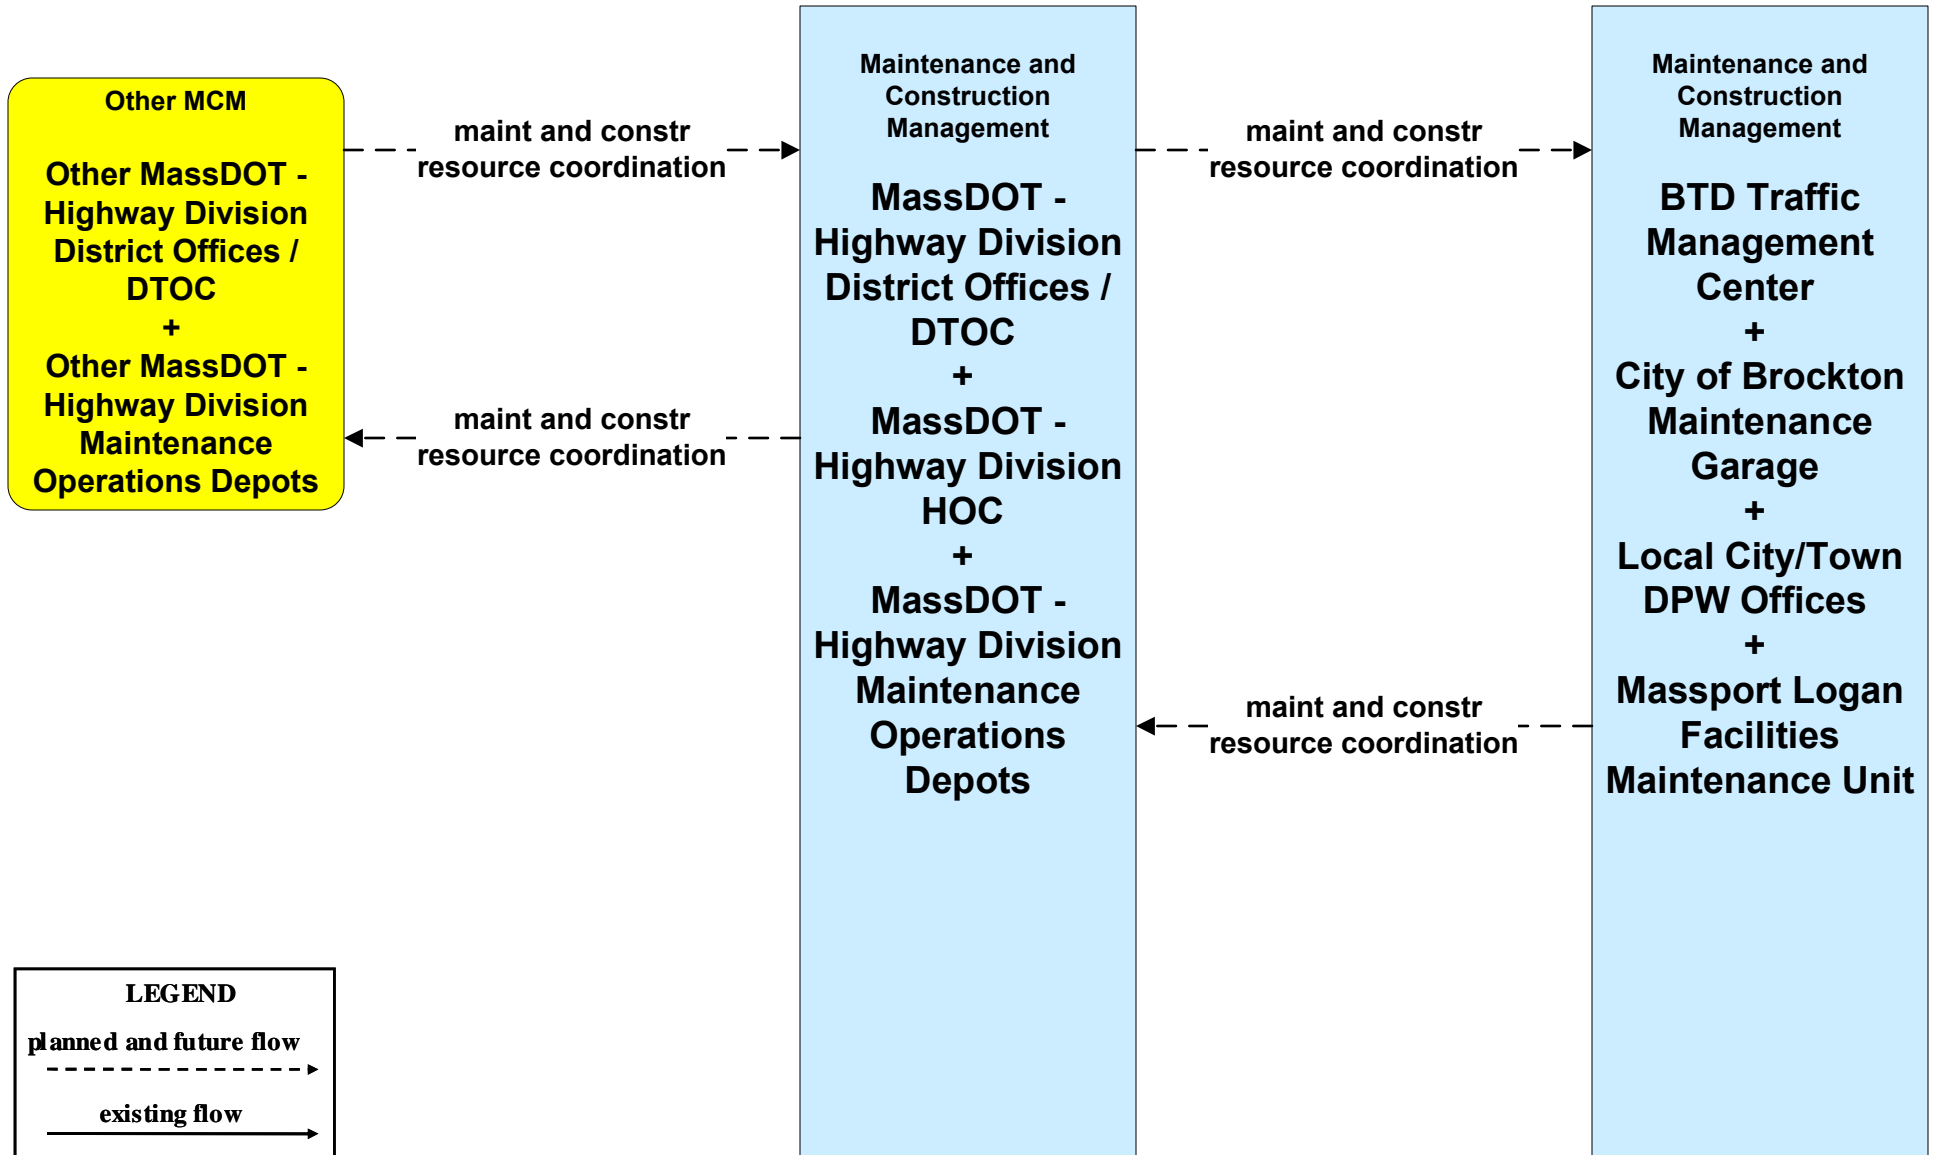 Other MCM
Other MassDOT -
Highway Division
District Offices /
DTOC
+
Other MassDOT -
Highway Division
Maintenance
Operations Depots
maint and constr
resource coordination
maint and constr
resource coordination
Maintenance and
Construction
Management
MassDOT -
Highway Division
District Offices /
DTOC
+
MassDOT -
Highway Division
HOC
+
MassDOT -
Highway Division
Maintenance
Operations
Depots
maint and constr
resource coordination
maint and constr
resource coordination
Maintenance and
Construction
Management
BTD Traffic
Management
Center
+
City of Brockton
Maintenance
Garage
+
Local City/Town
DPW Offices
+
Massport Logan
Facilities
Maintenance Unit
LEGEND
planned and future flow
existing flow